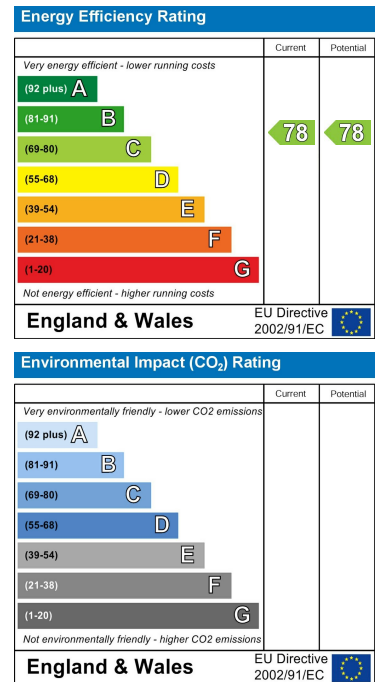 Energy Efficiency Rating
Current Potential
Very energy efficient - lower running costs
(92 plus) A
(81-91) B
(69-80) C
78 78
(55-68) D
(39-54) E
(21-38) F
(1-20) G
Not energy efficient - higher running costs
England & Wales
EU Directive
2002/91/EC
Environmental Impact (CO₂) Rating
Current Potential
Very environmentally friendly - lower CO2 emissions
(92 plus) A
(81-91) B
(69-80) C
(55-68) D
(39-54) E
(21-38) F
(1-20) G
Not environmentally friendly - higher CO2 emissions
England & Wales
EU Directive
2002/91/EC